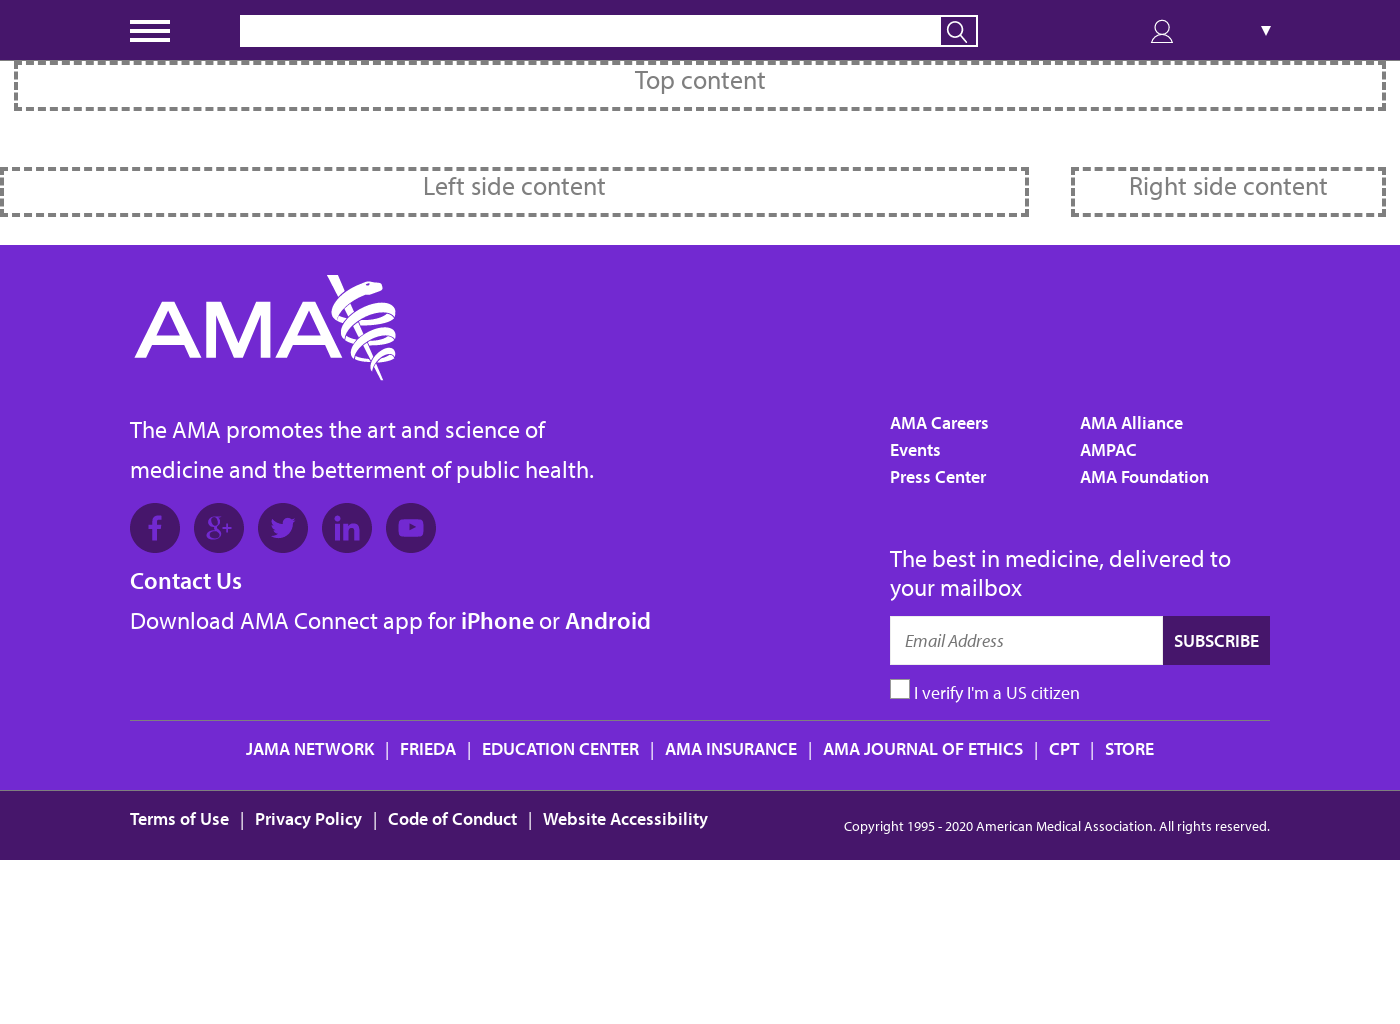 Top content
Left side content
Right side content
AMA
The AMA promotes the art and science of
medicine and the betterment of public health.
Contact Us
Download AMA Connect app for iPhone or Android
AMA Careers
Events
Press Center
AMA Alliance
AMPAC
AMA Foundation
The best in medicine, delivered to
your mailbox
Email Address
SUBSCRIBE
I verify I'm a US citizen
JAMA NETWORK | FRIEDA | EDUCATION CENTER | AMA INSURANCE | AMA JOURNAL OF ETHICS | CPT | STORE
Terms of Use | Privacy Policy | Code of Conduct | Website Accessibility
Copyright 1995 - 2020 American Medical Association. All rights reserved.